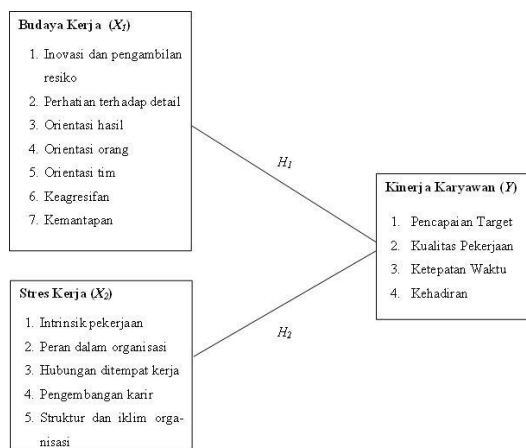 Budaya Kerja (X1)
1. Inovasi dan pengambilan
resiko
2. Perhatian terhadap detail
3. Orientasi hasil
4. Orientasi orang
5. Orientasi tim
6. Keagresifan
7. Kemantapan
H1
Kinerja Karyawan (Y)
1. Pencapaian Target
2. Kualitas Pekerjaan
3. Ketepatan Waktu
4. Kehadiran
Stres Kerja (X2)
1. Intrinsik pekerjaan
2. Peran dalam organisasi
3. Hubungan ditempat kerja
4. Pengembangan karir
5. Struktur dan iklim orga-
nisasi
H2